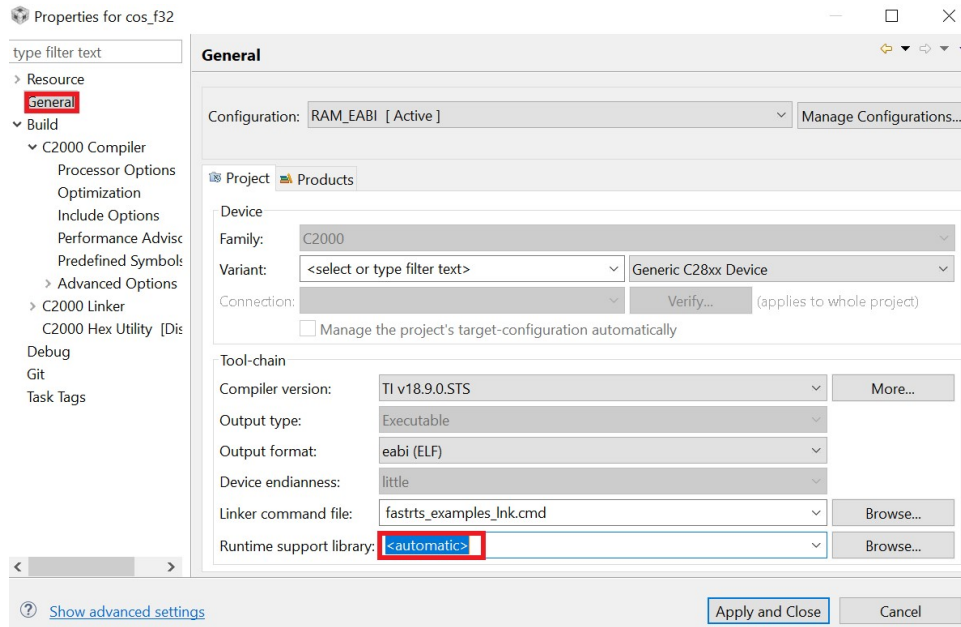 Properties for cos_f32
type filter text
Resource
General
Build
C2000 Compiler
Processor Options
Optimization
Include Options
Performance Adviso
Predefined Symbols
Advanced Options
C2000 Linker
C2000 Hex Utility [Dis
Debug
Git
Task Tags
General
Configuration: RAM_EABI [ Active ] Manage Configurations...
Project Products
Device
Family: C2000
Variant: <select or type filter text> Generic C28xx Device
Connection: Verify... (applies to whole project)
Manage the project's target-configuration automatically
Tool-chain
Compiler version: TI v18.9.0.STS More...
Output type: Executable
Output format: eabi (ELF)
Device endianness: little
Linker command file: fastrts_examples_lnk.cmd Browse...
Runtime support library: <automatic> Browse...
Show advanced settings Apply and Close Cancel